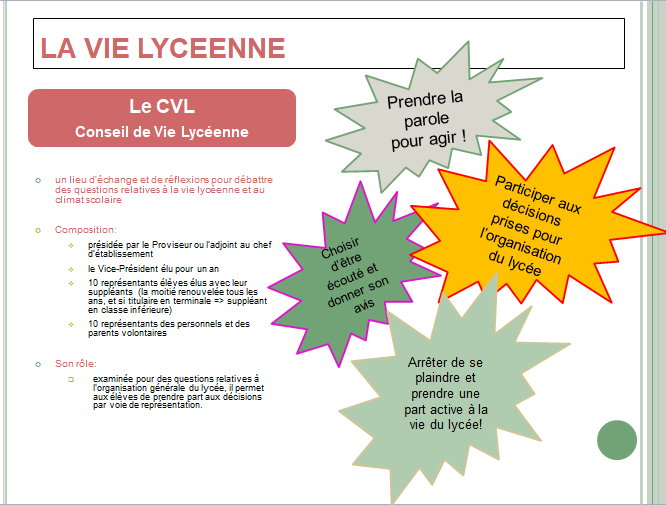 LA VIE LYCEENNE
Le CVL
Conseil de Vie Lycéenne
un lieu d'échange et de réflexions pour débattre
des questions relatives à la vie lycéenne et au
climat scolaire
Composition:
présidée par le Proviseur ou l'adjoint au chef
d'établissement
le Vice-Président élu pour un an
10 représentants élèves élus avec leur
suppléants (la moitié renouvelée tous les
ans, et si titulaire en terminale => suppléant
en classe inférieure)
10 représentants des personnels et des
parents volontaires
Son rôle:
examinée pour des questions relatives à
l'organisation générale du lycée, il permet
aux élèves de prendre part aux décisions
par voie de représentation.
Prendre la
parole
pour agir !
Participer aux
décisions
prises pour
l'organisation
du lycée
Choisir
d'être
écouté et
donner son
avis
Arrêter de se
plaindre et
prendre une
part active à la
vie du lycée!